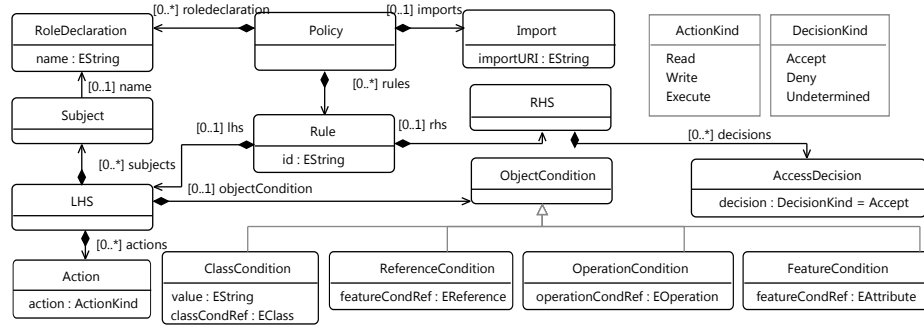 [0..*] roledeclaration
[0..1] imports
RoleDeclaration
name : EString
Policy
Import
importURI : EString
ActionKind
Read
Write
Execute
DecisionKind
Accept
Deny
Undetermined
[0..1] name
[0..*] rules
Subject
[0..1] lhs
Rule
id : EString
[0..1] rhs
RHS
[0..*] decisions
[0..*] subjects
[0..1] objectCondition
ObjectCondition
AccessDecision
decision : DecisionKind = Accept
LHS
[0..*] actions
Action
action : ActionKind
ClassCondition
value : EString
classCondRef : EClass
ReferenceCondition
featureCondRef : EReference
OperationCondition
operationCondRef : EOperation
FeatureCondition
featureCondRef : EAttribute